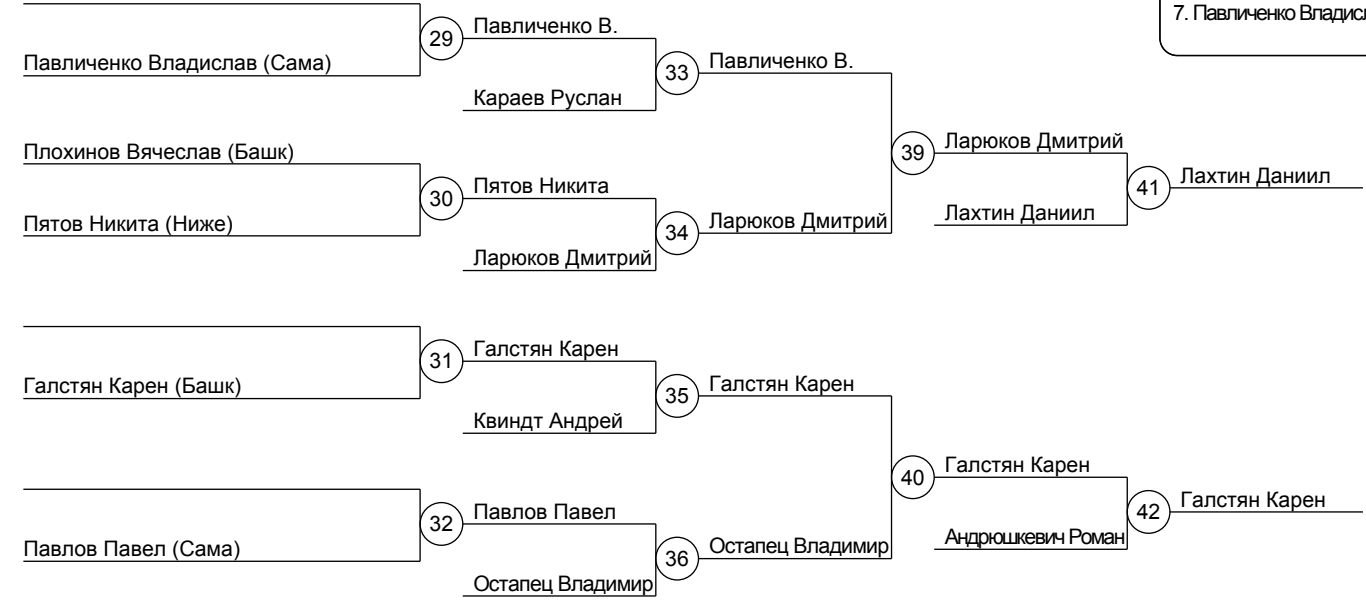 7. Павличенко Владисл
29
Павличенко В.
Павличенко Владислав (Сама)
33
Павличенко В.
Караев Руслан
Плохинов Вячеслав (Башк)
39
Ларюков Дмитрий
30
Пятов Никита
41
Лахтин Даниил
Пятов Никита (Ниже)
34
Ларюков Дмитрий
Лахтин Даниил
Ларюков Дмитрий
31
Галстян Карен
Галстян Карен (Башк)
35
Галстян Карен
Квиндт Андрей
40
Галстян Карен
32
Павлов Павел
42
Галстян Карен
Павлов Павел (Сама)
36
Остапец Владимир
Андрюшкевич Роман
Остапец Владимир